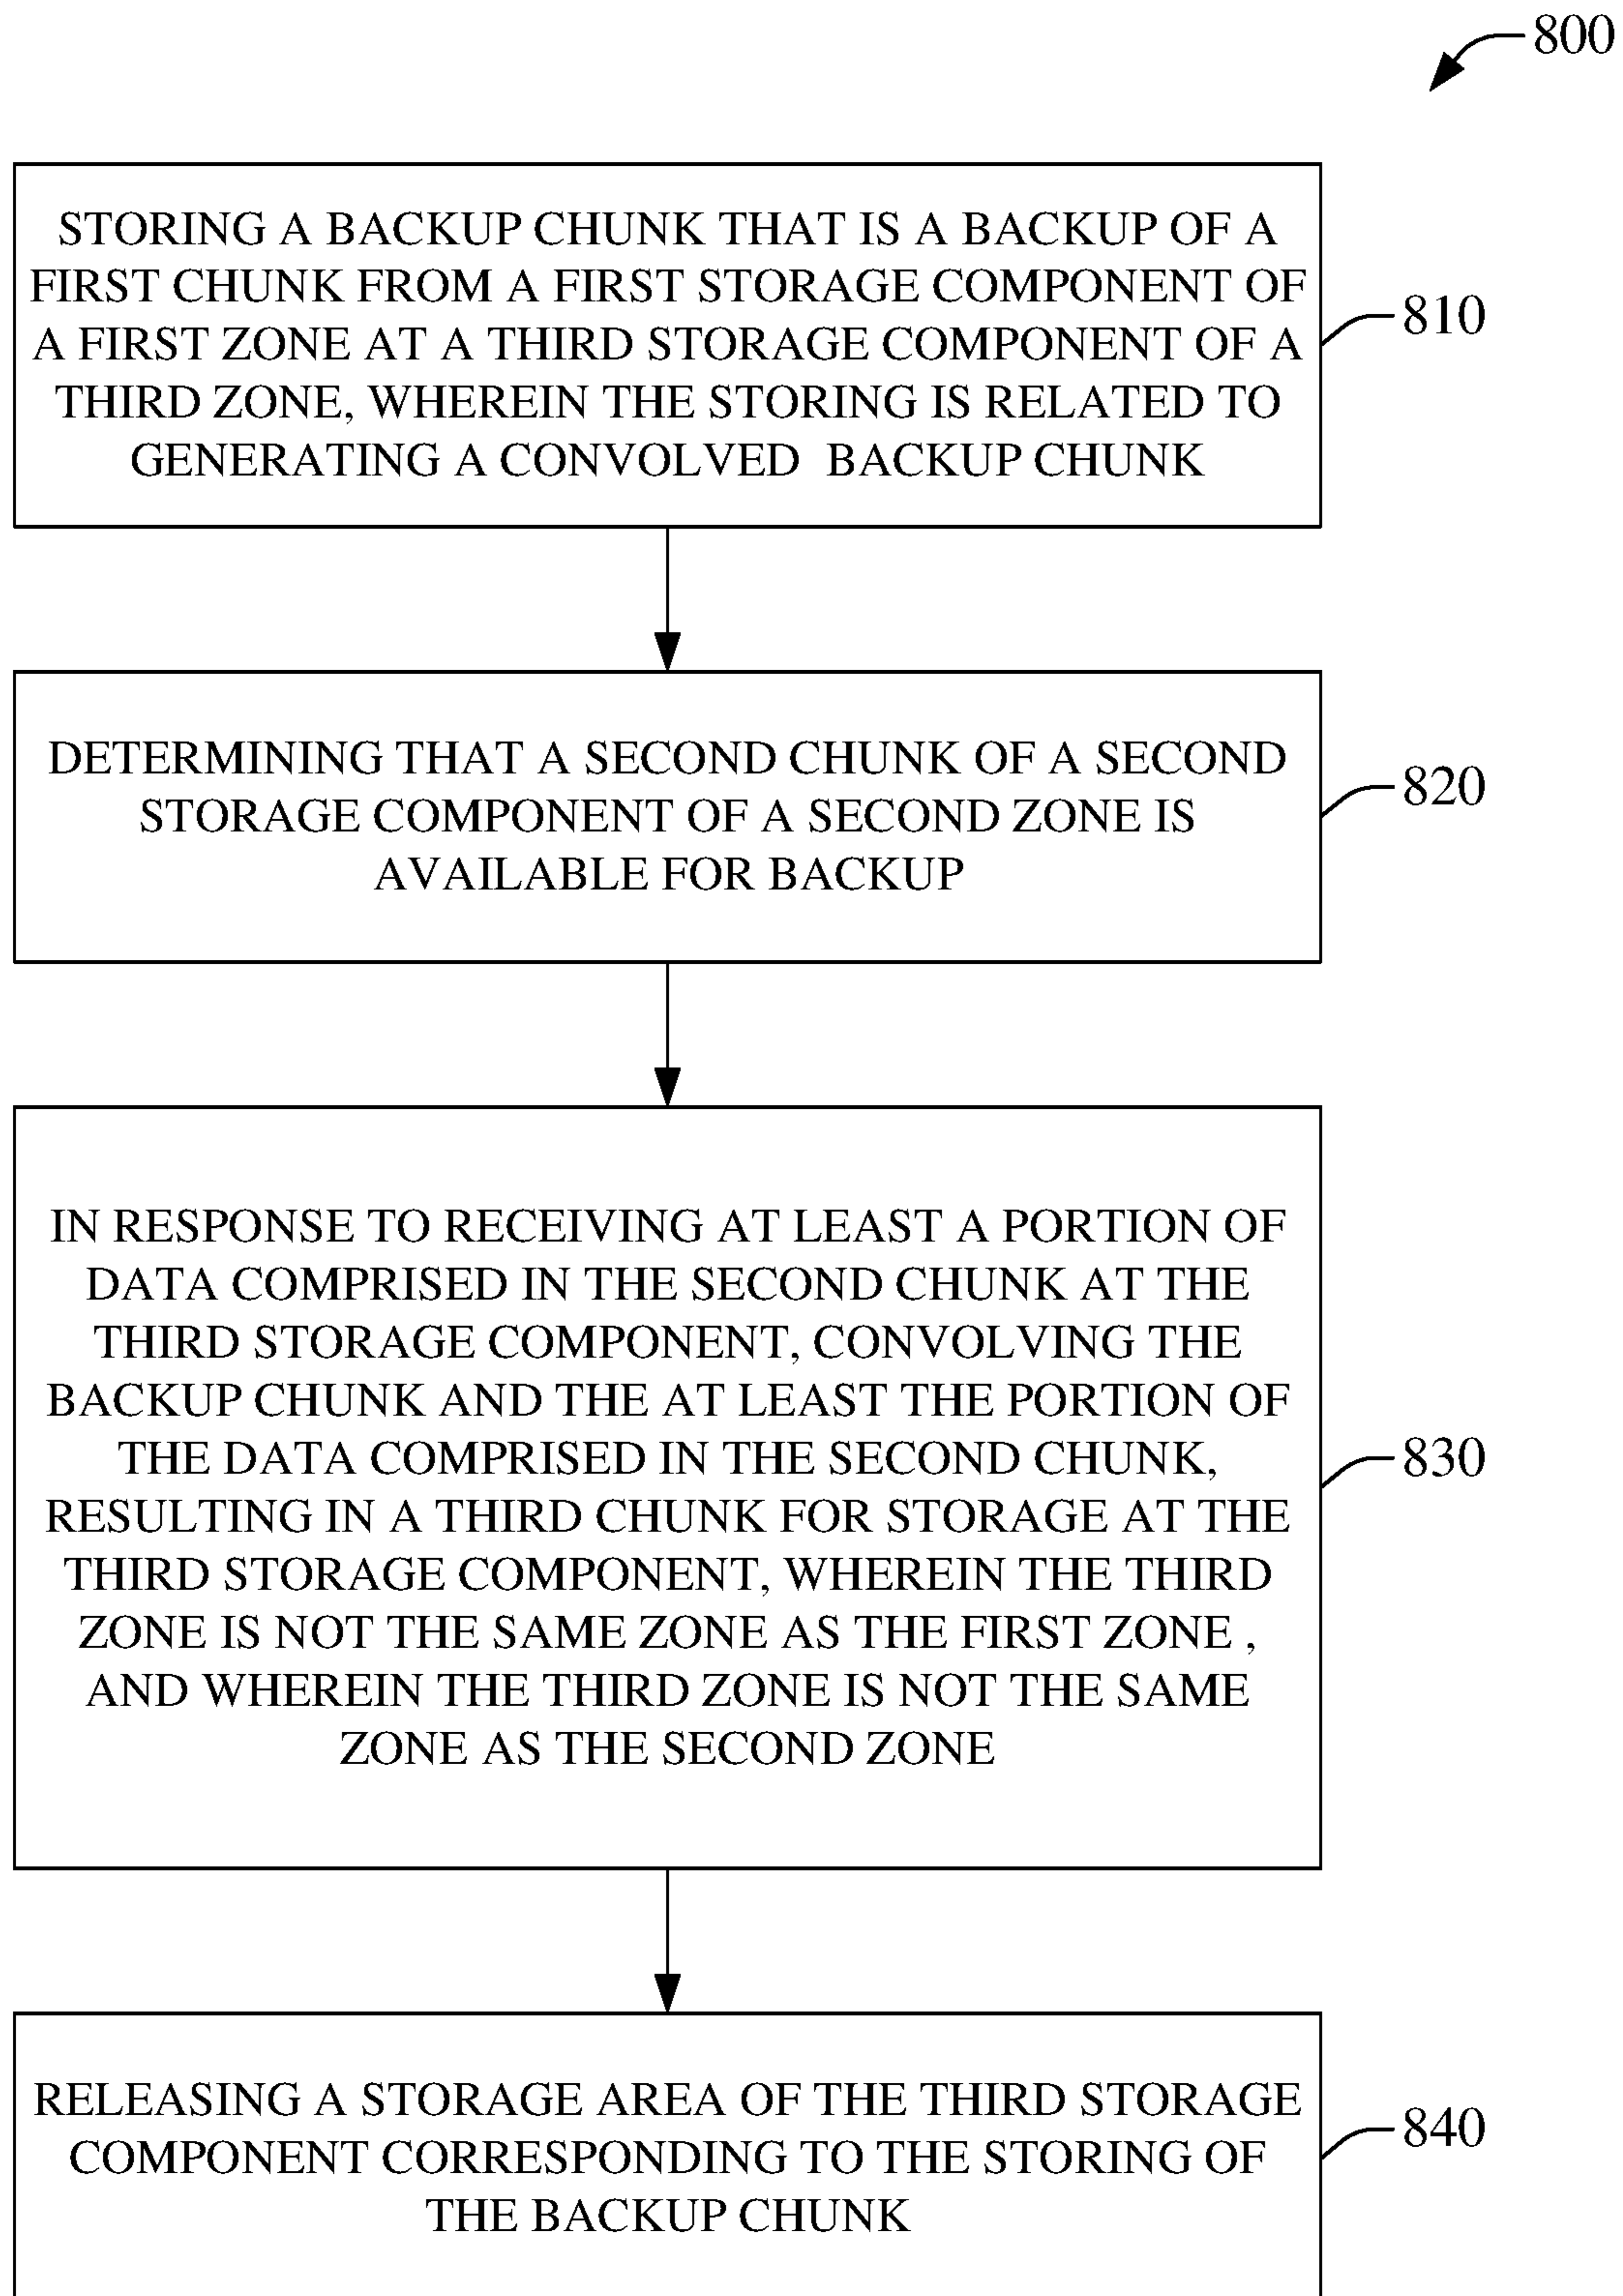 800
STORING A BACKUP CHUNK THAT IS A BACKUP OF A
FIRST CHUNK FROM A FIRST STORAGE COMPONENT OF
A FIRST ZONE AT A THIRD STORAGE COMPONENT OF A
THIRD ZONE, WHEREIN THE STORING IS RELATED TO
GENERATING A CONVOLVED BACKUP CHUNK
810
DETERMINING THAT A SECOND CHUNK OF A SECOND
STORAGE COMPONENT OF A SECOND ZONE IS
AVAILABLE FOR BACKUP
820
IN RESPONSE TO RECEIVING AT LEAST A PORTION OF
DATA COMPRISED IN THE SECOND CHUNK AT THE
THIRD STORAGE COMPONENT, CONVOLVING THE
BACKUP CHUNK AND THE AT LEAST THE PORTION OF
THE DATA COMPRISED IN THE SECOND CHUNK,
RESULTING IN A THIRD CHUNK FOR STORAGE AT THE
THIRD STORAGE COMPONENT, WHEREIN THE THIRD
ZONE IS NOT THE SAME ZONE AS THE FIRST ZONE ,
AND WHEREIN THE THIRD ZONE IS NOT THE SAME
ZONE AS THE SECOND ZONE
830
RELEASING A STORAGE AREA OF THE THIRD STORAGE
COMPONENT CORRESPONDING TO THE STORING OF
THE BACKUP CHUNK
840